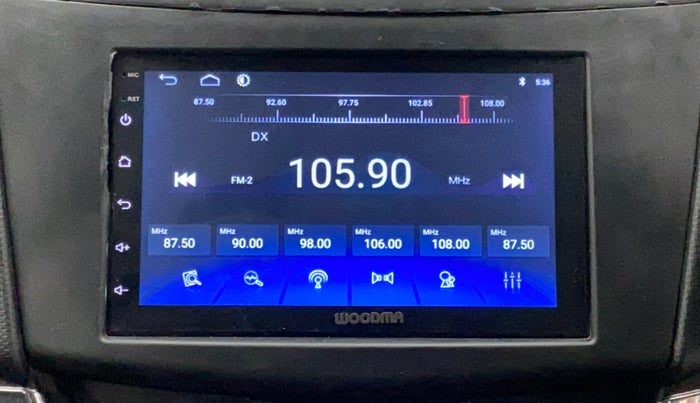 MIC
5:36
RST
87.50 92.60 97.75 102.85 108.00
DX
FM-2 105.90 MHz
MHz MHz MHz MHz MHz MHz
87.50 90.00 98.00 106.00 108.00 87.50
WOODMA